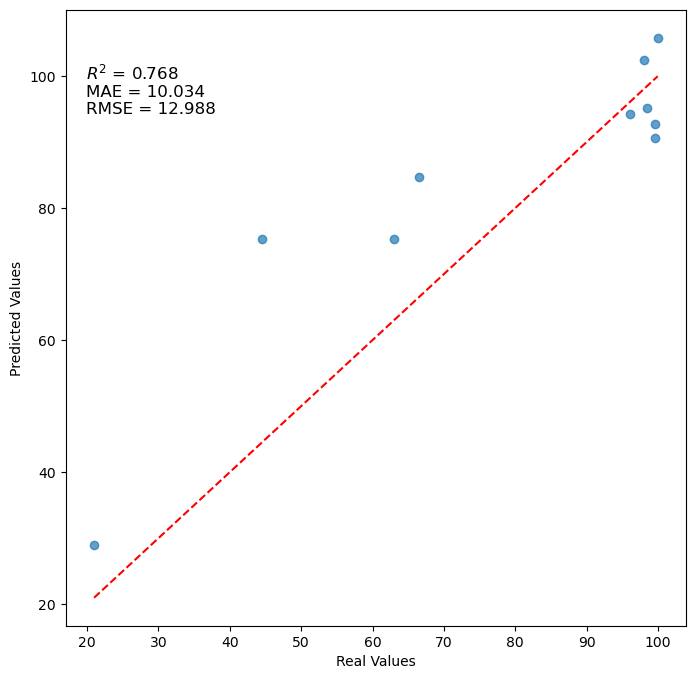 R² = 0.768
MAE = 10.034
RMSE = 12.988
100
80
60
40
20
Predicted Values
20 30 40 50 60 70 80 90 100
Real Values